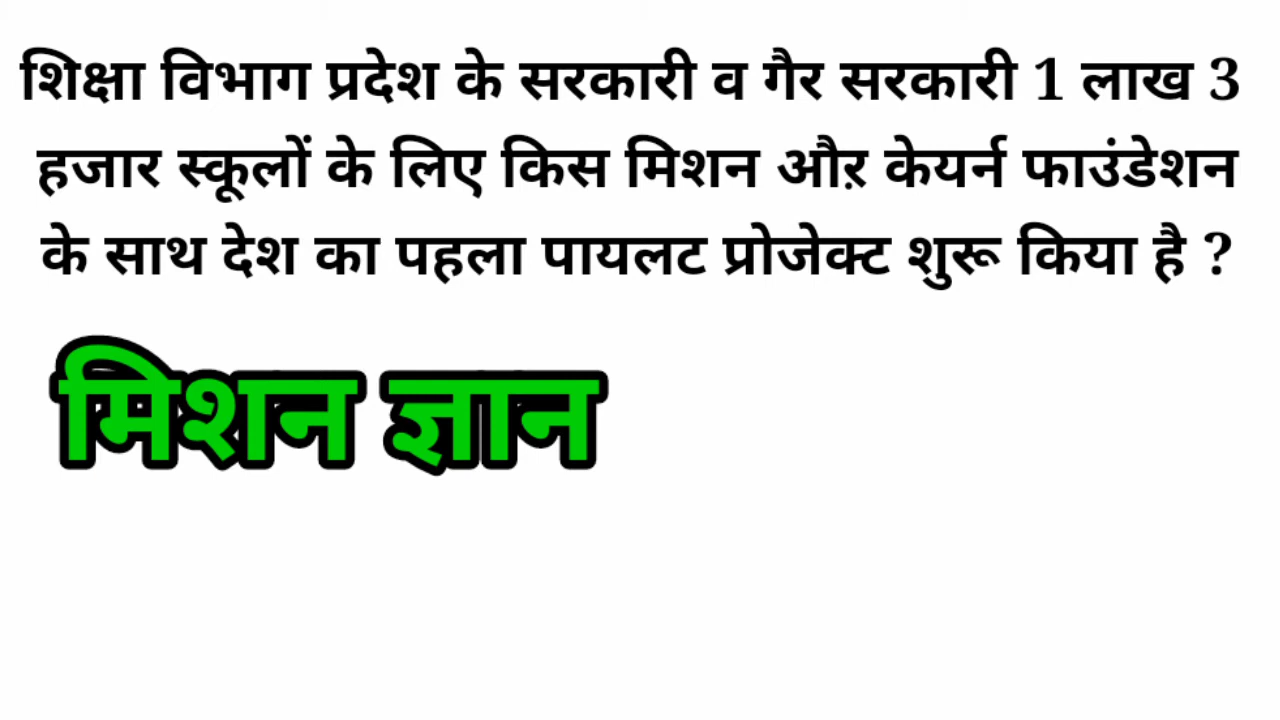 शिक्षा विभाग प्रदेश के सरकारी व गैर सरकारी 1 लाख 3
हजार स्कूलों के लिए किस मिशन औऱ केयर्न फाउंडेशन
के साथ देश का पहला पायलट प्रोजेक्ट शुरू किया है ?
मिशन ज्ञान